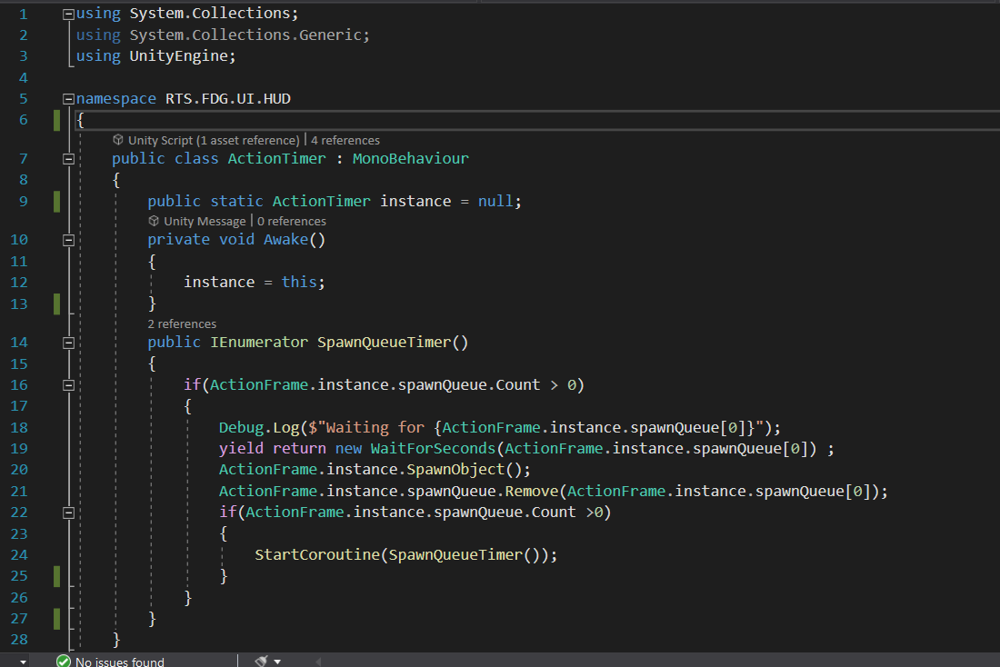 1 using System.Collections;
2 using System.Collections.Generic;
3 using UnityEngine;
4
5 namespace RTS.FDG.UI.HUD
6 {
Unity Script (1 asset reference) | 4 references
7 public class ActionTimer : MonoBehaviour
8 {
9 public static ActionTimer instance = null;
Unity Message | 0 references
10 private void Awake()
11 {
12 instance = this;
13 }
2 references
14 public IEnumerator SpawnQueueTimer()
15 {
16 if(ActionFrame.instance.spawnQueue.Count > 0)
17 {
18 Debug.Log($"Waiting for {ActionFrame.instance.spawnQueue[0]}");
19 yield return new WaitForSeconds(ActionFrame.instance.spawnQueue[0]) ;
20 ActionFrame.instance.SpawnObject();
21 ActionFrame.instance.spawnQueue.Remove(ActionFrame.instance.spawnQueue[0]);
22 if(ActionFrame.instance.spawnQueue.Count >0)
23 {
24 StartCoroutine(SpawnQueueTimer());
25 }
26 }
27 }
28 }
No issues found